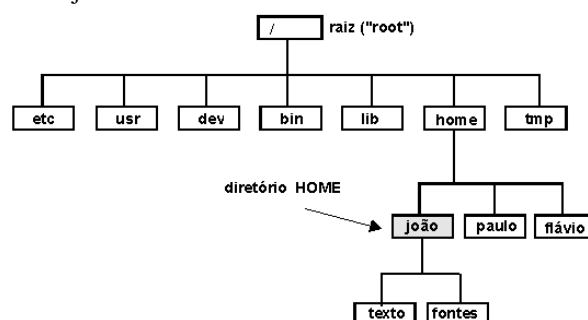 / raiz ("root")
etc usr dev bin lib home tmp
diretório HOME
joão paulo flávio
texto fontes